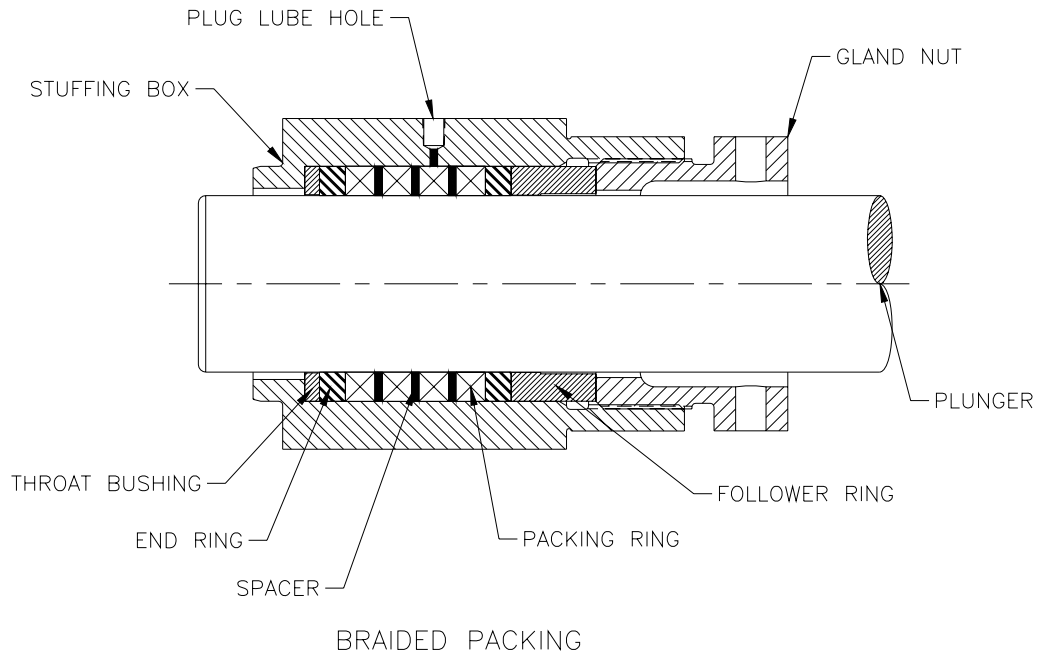 PLUG LUBE HOLE
GLAND NUT
STUFFING BOX
PLUNGER
THROAT BUSHING
FOLLOWER RING
END RING
PACKING RING
SPACER
BRAIDED PACKING